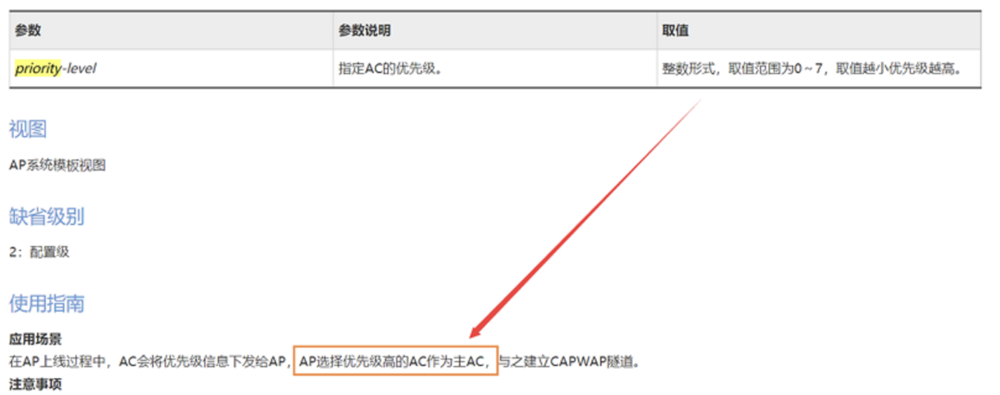 参数 参数说明 取值
priority-level 指定AC的优先级。 整数形式，取值范围为0～7，取值越小优先级越高。
视图
AP系统模板视图
缺省级别
2：配置级
使用指南
应用场景
在AP上线过程中，AC会将优先级信息下发给AP，AP选择优先级高的AC作为主AC，与之建立CAPWAP隧道。
注意事项